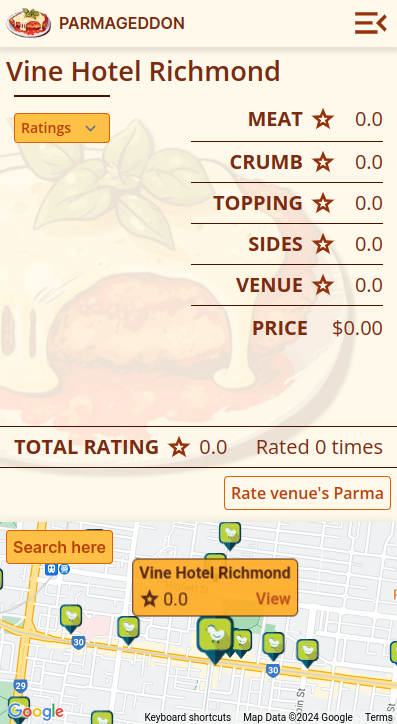 PARMAGEDDON
Vine Hotel Richmond
Ratings
MEAT 0.0
CRUMB 0.0
TOPPING 0.0
SIDES 0.0
VENUE 0.0
PRICE $0.00
TOTAL RATING 0.0 Rated 0 times
Rate venue's Parma
Search here
Vine Hotel Richmond
0.0 View
30
30
29
Google
Keyboard shortcuts Map Data ©2024 Google Terms